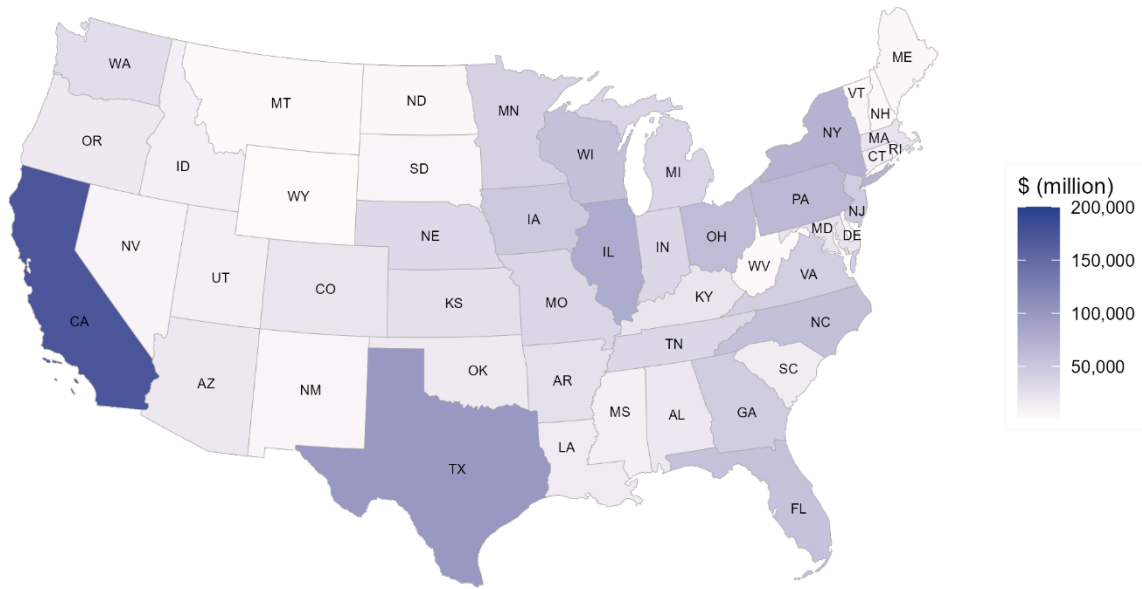 WA
MT
ND
MN
ME
VT
NH
NY
MA
RI
CT
OR
ID
WY
SD
WI
MI
PA
NJ
NV
UT
CO
NE
IA
IL
IN
OH
MD
DE
WV
VA
CA
KS
MO
KY
NC
TN
AZ
NM
OK
AR
SC
MS
AL
GA
LA
TX
FL
$ (million)
200,000
150,000
100,000
50,000